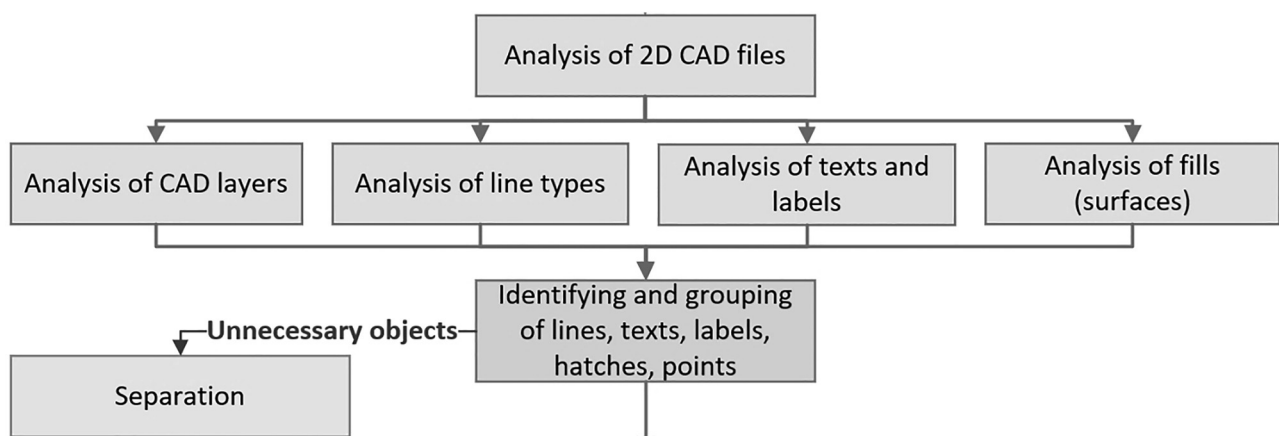 Analysis of 2D CAD files
Analysis of CAD layers
Analysis of line types
Analysis of texts and
labels
Analysis of fills
(surfaces)
Identifying and grouping
of lines, texts, labels,
hatches, points
Unnecessary objects
Separation